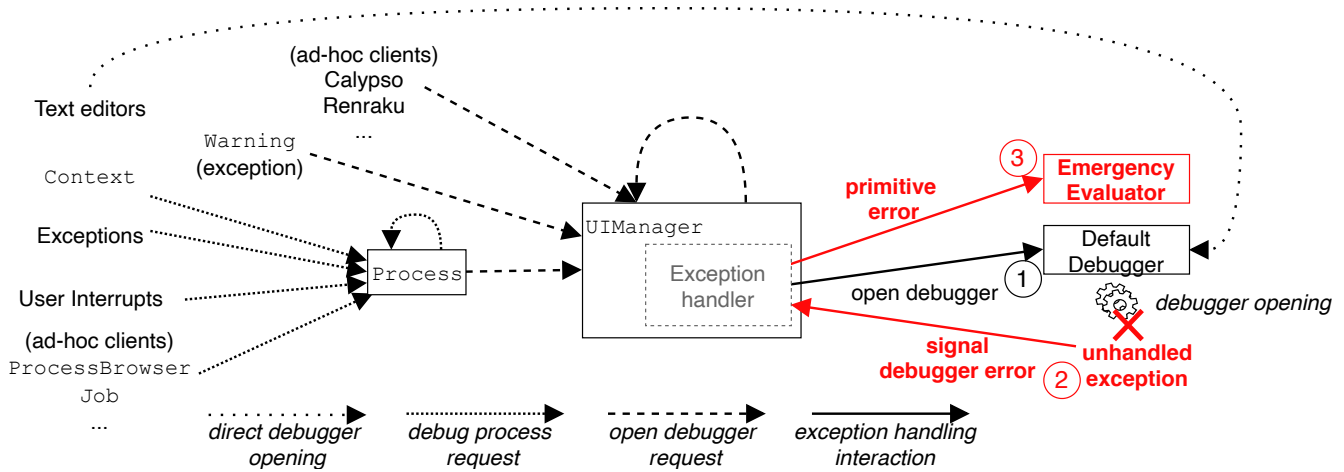 (ad-hoc clients)
Calypso
Renraku
...
Text editors
Warning
(exception)
Context
Exceptions
User Interrupts
(ad-hoc clients)
ProcessBrowser
Job
...
Process
UIManager
Exception
handler
primitive
error
3
Emergency
Evaluator
Default
Debugger
open debugger
1
debugger opening
signal
debugger error
2
unhandled
exception
direct debugger
opening
debug process
request
open debugger
request
exception handling
interaction